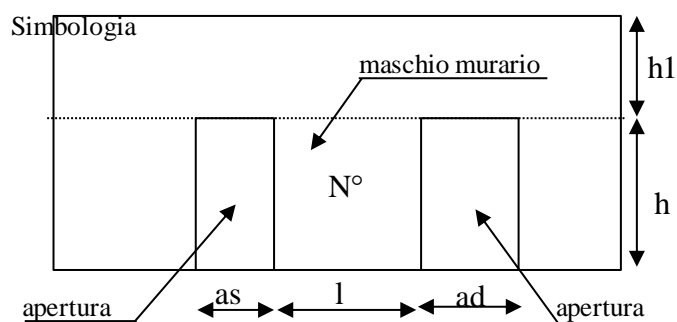 Simbologia
maschio murario
h1
N°
h
as
l
ad
apertura
apertura